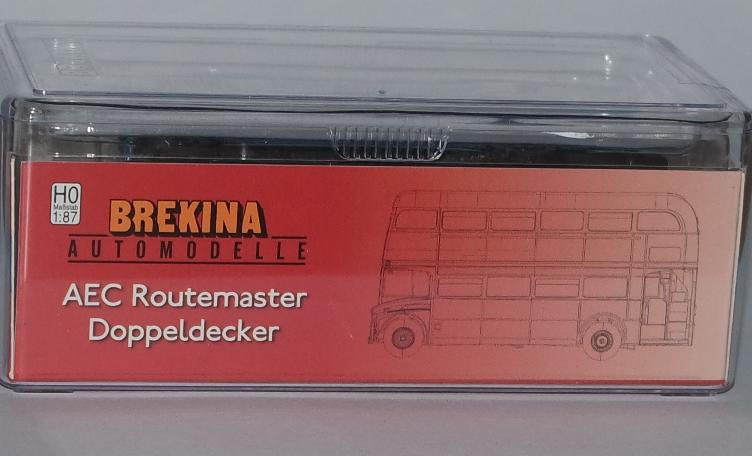 H0
Maßstab
1:87
BREKINA
AUTOMODELLE
AEC Routemaster
Doppeldecker